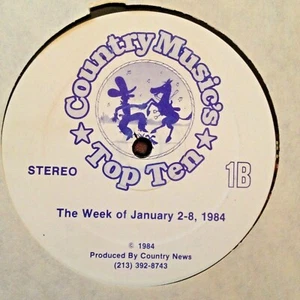 Country Music's
Top Ten
STEREO
1B
The Week of January 2-8, 1984
© 1984
Produced By Country News
(213) 392-8743